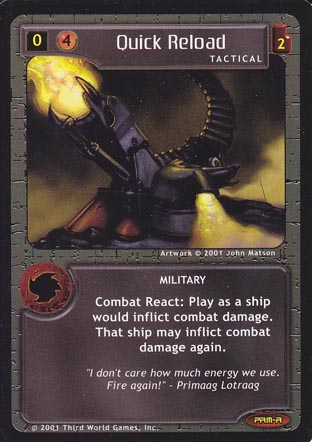 0 4 Quick Reload 2
TACTICAL
Artwork © 2001 John Matson
MILITARY
Combat React: Play as a ship
would inflict combat damage.
That ship may inflict combat
damage again.
"I don't care how much energy we use.
Fire again!" - Primaag Lotraag
© 2001 Third World Games, Inc.
PRM-R